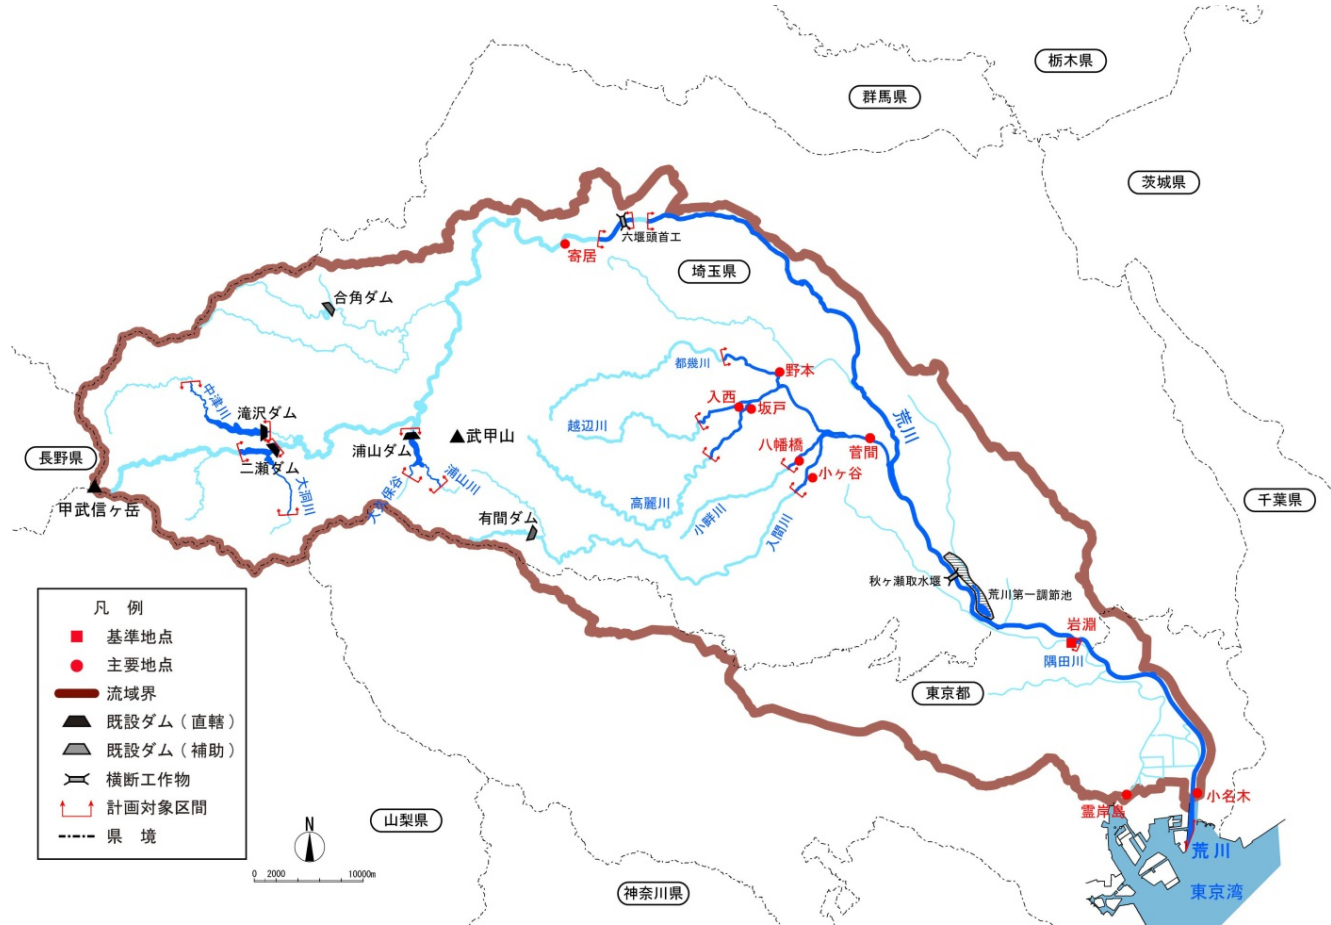 栃木県
群馬県
茨城県
六堰頭首工
寄居
埼玉県
合角ダム
都幾川
野本
中津川
入西
坂戸
滝沢ダム
越辺川
荒川
武甲山
浦山ダム
八幡橋
菅間
長野県
二瀬ダム
小ヶ谷
大洞川
浦山川
甲武信ヶ岳
高麗川
千葉県
有間ダム
小畔川
入間川
秋ヶ瀬取水堰
荒川第一調節池
岩淵
隅田川
東京都
凡 例
基準地点
主要地点
流域界
既設ダム(直轄)
既設ダム(補助)
横断工作物
計画対象区間
県 境
小名木
霊岸島
山梨県
N
0 2000 10000m
荒川
東京湾
神奈川県